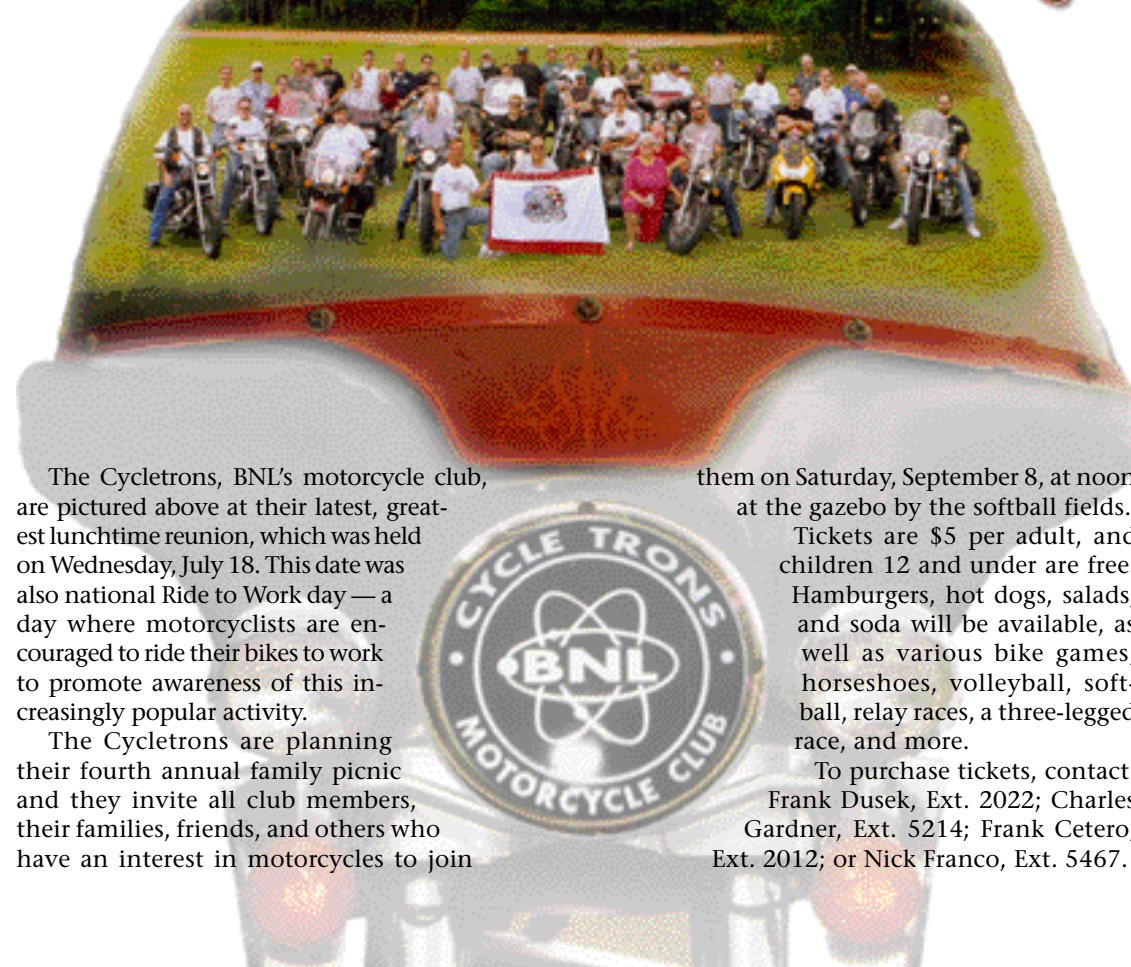 The Cycletrons, BNL's motorcycle club,
are pictured above at their latest, great-
est lunchtime reunion, which was held
on Wednesday, July 18. This date was
also national Ride to Work day — a
day where motorcyclists are en-
couraged to ride their bikes to work
to promote awareness of this in-
creasingly popular activity.
The Cycletrons are planning
their fourth annual family picnic
and they invite all club members,
their families, friends, and others who
have an interest in motorcycles to join
CYCLE TRONS
BNL
MOTORCYCLE CLUB
them on Saturday, September 8, at noon
at the gazebo by the softball fields.
Tickets are $5 per adult, and
children 12 and under are free
Hamburgers, hot dogs, salads,
and soda will be available, as
well as various bike games,
horseshoes, volleyball, soft-
ball, relay races, a three-legged
race, and more.
To purchase tickets, contact
Frank Dusek, Ext. 2022; Charles
Gardner, Ext. 5214; Frank Cetero,
Ext. 2012; or Nick Franco, Ext. 5467.